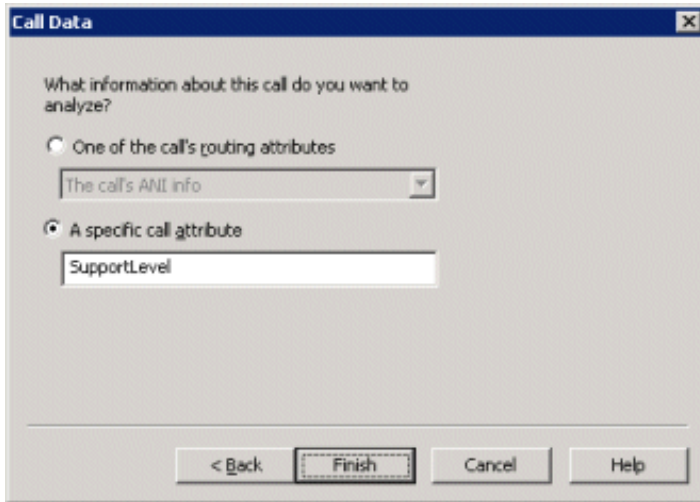 Call Data
What information about this call do you want to
analyze?
One of the call's routing attributes
The call's ANI info
A specific call attribute
SupportLevel
< Back Finish Cancel Help